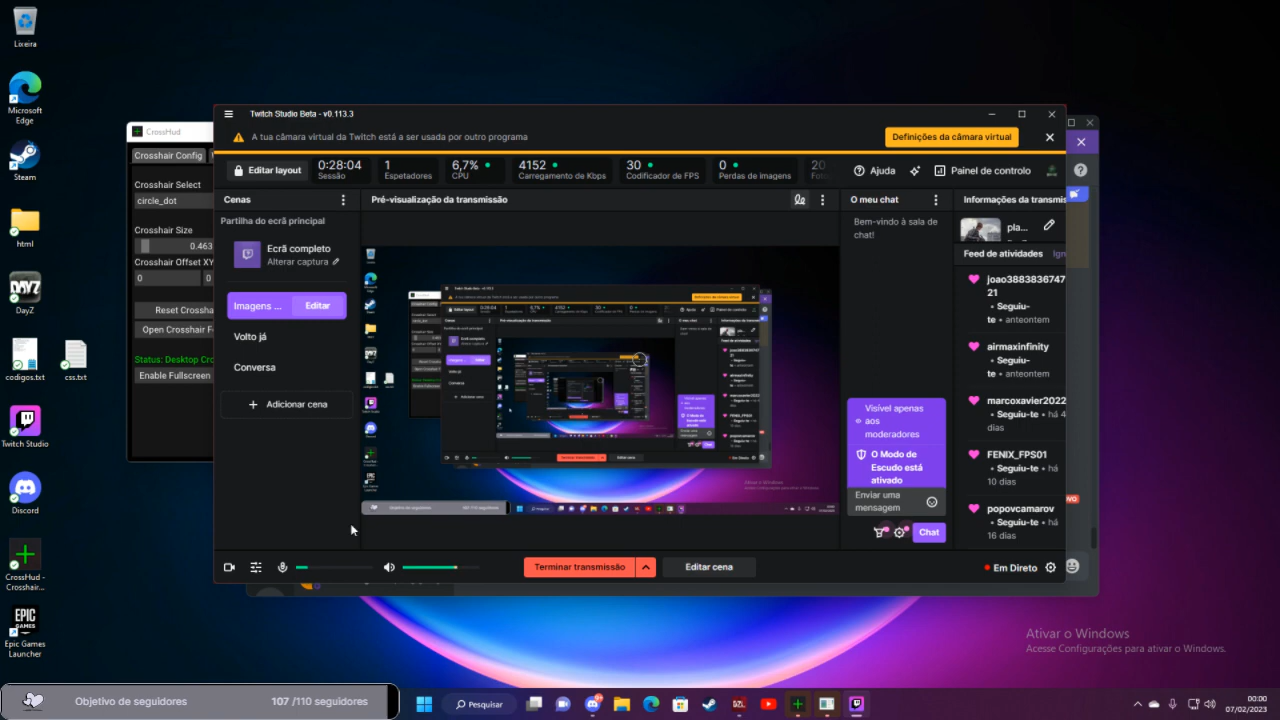 Lixeira
Microsoft
Edge
Steam
html
DayZ
codigos.txt
css.txt
Twitch Studio
Discord
CrossHud -
Crosshair...
EPIC
GAMES
Epic Games
Launcher
CrossHud
Crosshair Config
Crosshair Select
circle_dot
Crosshair Size
0.463
Crosshair Offset XY
0
0
Reset Crossha
Open Crosshair F
Status: Desktop Cro
Enable Fullscreen
Twitch Studio Beta - v0.113.3
A tua câmara virtual da Twitch está a ser usada por outro programa
Definições da câmara virtual
Editar layout
0:28:04
Sessão
1
Espetadores
6,7%
CPU
4152
Carregamento de Kbps
30
Codificador de FPS
0
Perdas de imagens
20
Ajuda
Painel de controlo
Cenas
Partilha do ecrã principal
Ecrã completo
Alterar captura
Imagens ...
Editar
Volto já
Conversa
+ Adicionar cena
Pré-visualização da transmissão
O meu chat
Bem-vindo à sala de
chat!
Visível apenas
aos
moderadores
O Modo de
Escudo está
ativado
Enviar uma
mensagem
Chat
Informações da transmis
pla...
Feed de atividades
Ign
joao3883836747
21
• Seguiu-
te • anteontem
airmaxinfinity
• Seguiu-
te • anteontem
marcoxavier2022
• Seguiu-te • há 4
dias
FENIX_FPS01
• Seguiu-te • há
10 dias
popovcamarov
• Seguiu-te • há
16 dias
Terminar transmissão
Editar cena
Em Direto
Ativar o Windows
Acesse Configurações para ativar o Windows.
Objetivo de seguidores
107 /110 seguidores
Pesquisar
00:00
07/02/2023